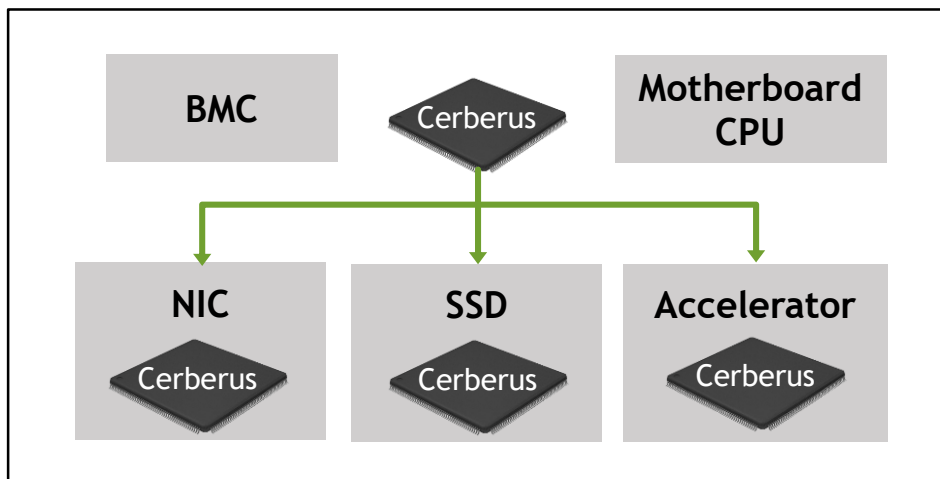 BMC
Cerberus
Motherboard
CPU
NIC
SSD
Accelerator
Cerberus
Cerberus
Cerberus